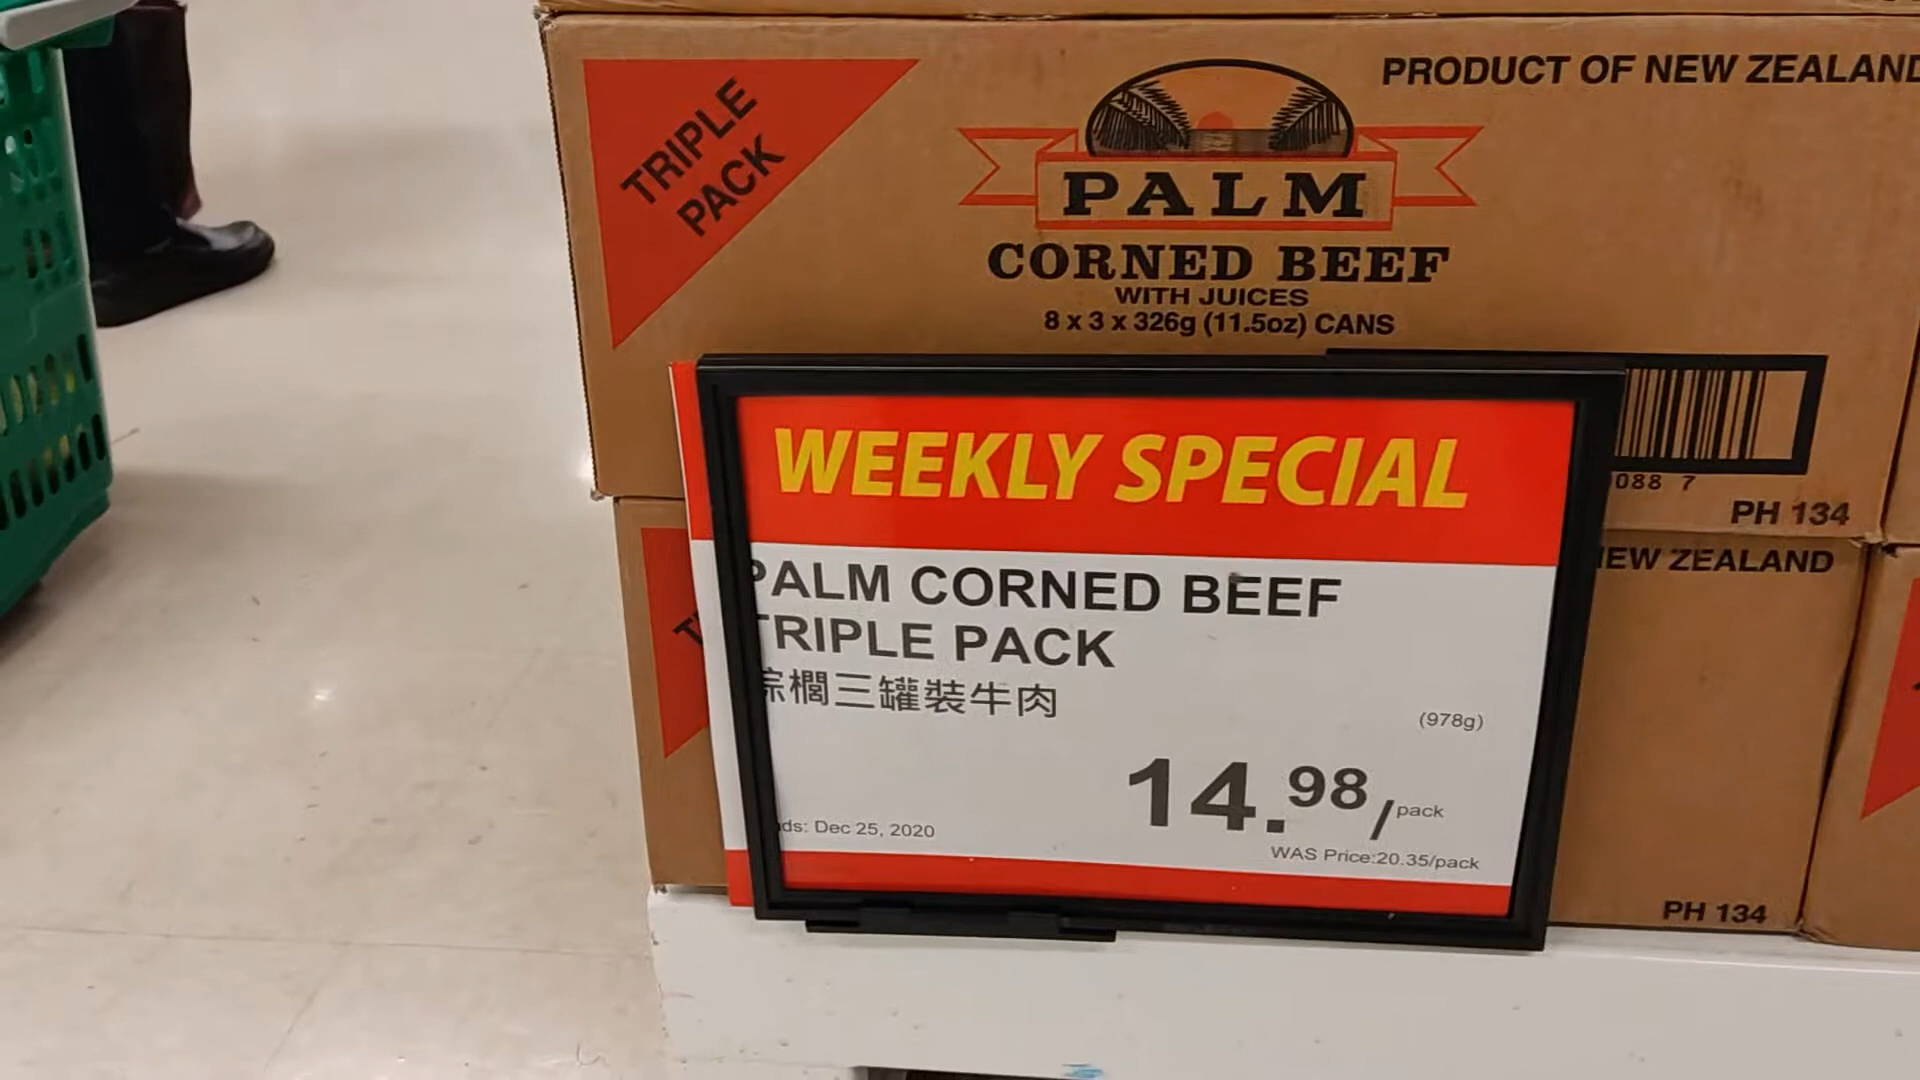 TRIPLE
PACK
PRODUCT OF NEW ZEALAND
PALM
CORNED BEEF
WITH JUICES
8 x 3 x 326g (11.5oz) CANS
088 7
PH 134
WEEKLY SPECIAL
PALM CORNED BEEF
TRIPLE PACK
棕櫚三罐裝牛肉
(978g)
14.98/pack
ds: Dec 25, 2020
WAS Price:20.35/pack
EW ZEALAND
PH 134